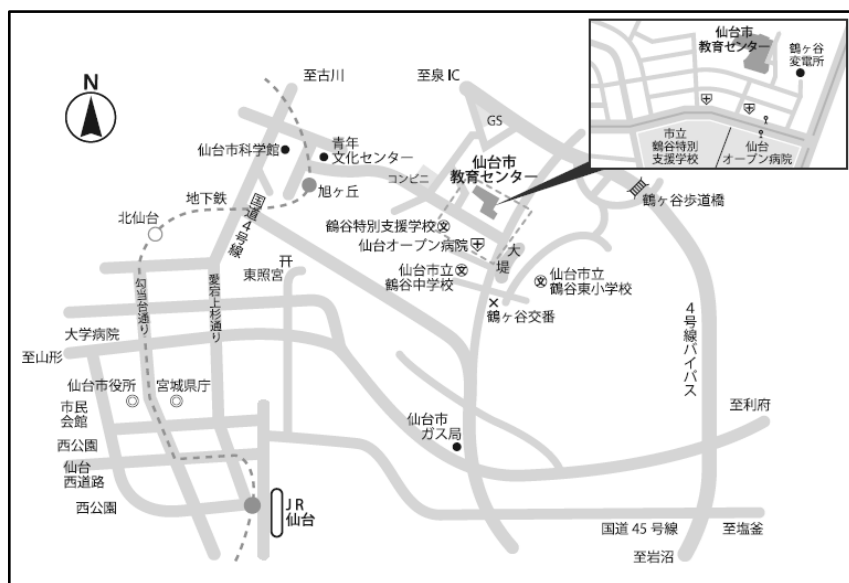 N
至古川
至泉IC
GS
仙台市科学館
青年
文化センター
コンビニ
仙台市
教育センター
旭ヶ丘
地下鉄
北仙台
国道4号線
鶴谷特別支援学校
仙台オープン病院
大堤
仙台市立
鶴谷中学校
仙台市立
鶴谷東小学校
鶴ヶ谷交番
鶴ヶ谷歩道橋
東照宮
勾当台通り
愛宕上杉通り
大学病院
至山形
仙台市役所
宮城県庁
市民
会館
西公園
仙台
西道路
西公園
JR
仙台
仙台市
ガス局
4号線バイパス
至利府
国道45号線
至塩釜
至岩沼
仙台市
教育センター
鶴ヶ谷
変電所
市立
鶴谷特別
支援学校
仙台
オープン病院